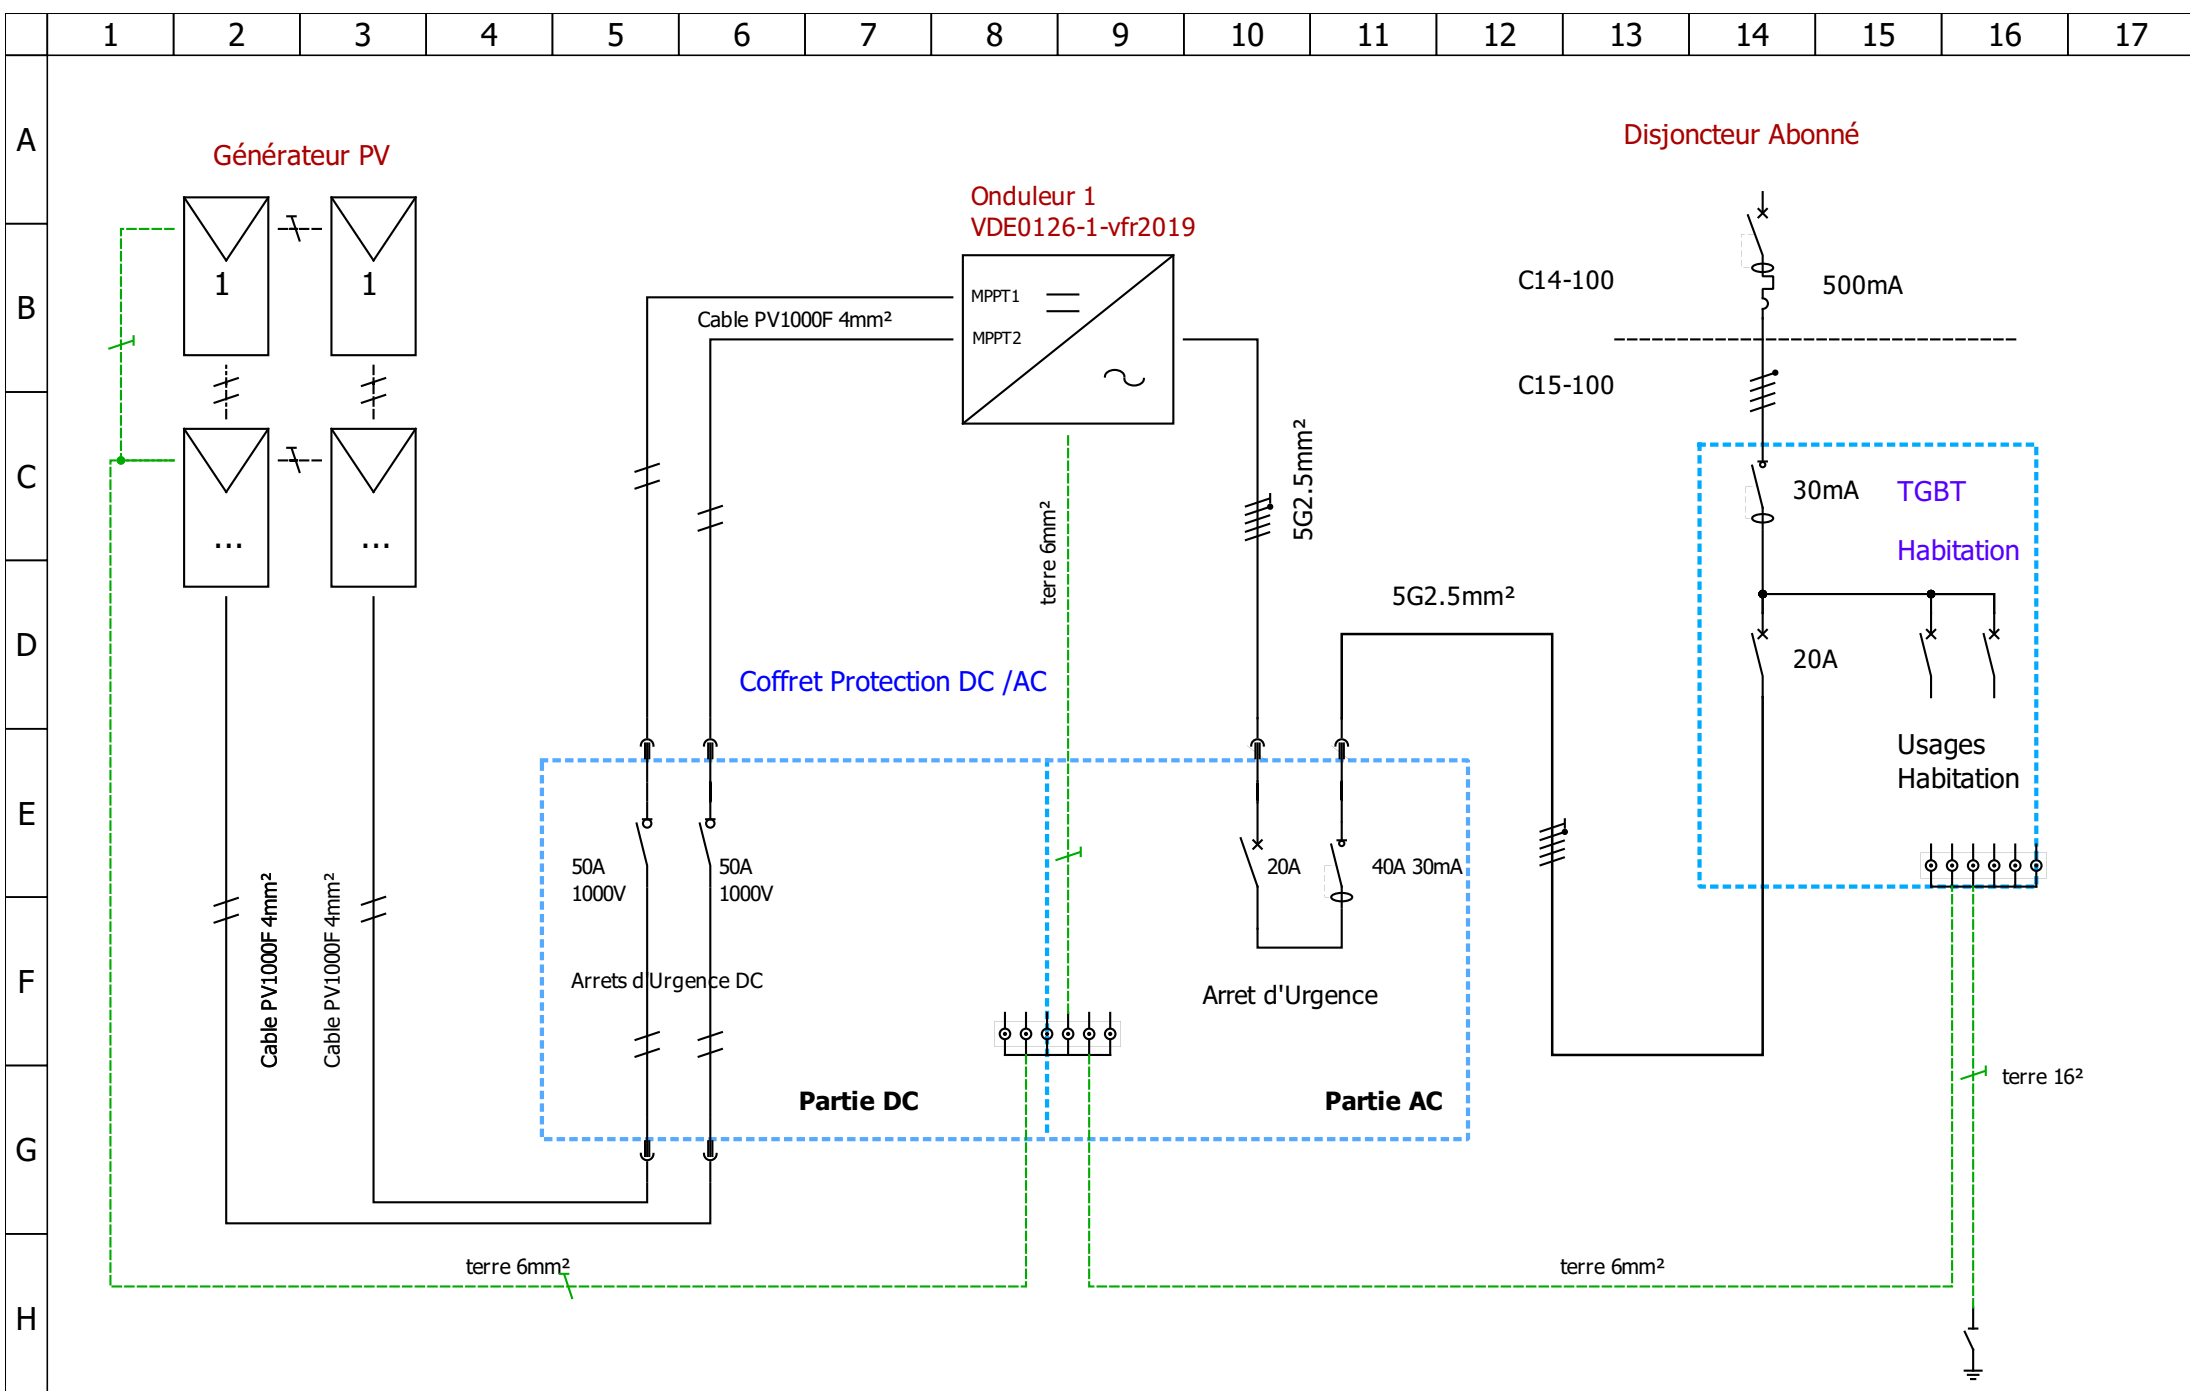 1 2 3 4 5 6 7 8 9 10 11 12 13 14 15 16 17
A
B
C
D
E
F
G
H
Générateur PV
1
1
...
...
Cable PV1000F 4mm²
Cable PV1000F 4mm²
terre 6mm²
Onduleur 1
VDE0126-1-vfr2019
MPPT1
MPPT2
Cable PV1000F 4mm²
terre 6mm²
5G2.5mm²
Coffret Protection DC /AC
50A
1000V
50A
1000V
Arrets d'Urgence DC
Partie DC
20A
40A 30mA
Arret d'Urgence
Partie AC
5G2.5mm²
Disjoncteur Abonné
C14-100
500mA
C15-100
30mA
TGBT
Habitation
20A
Usages
Habitation
terre 16²
terre 6mm²